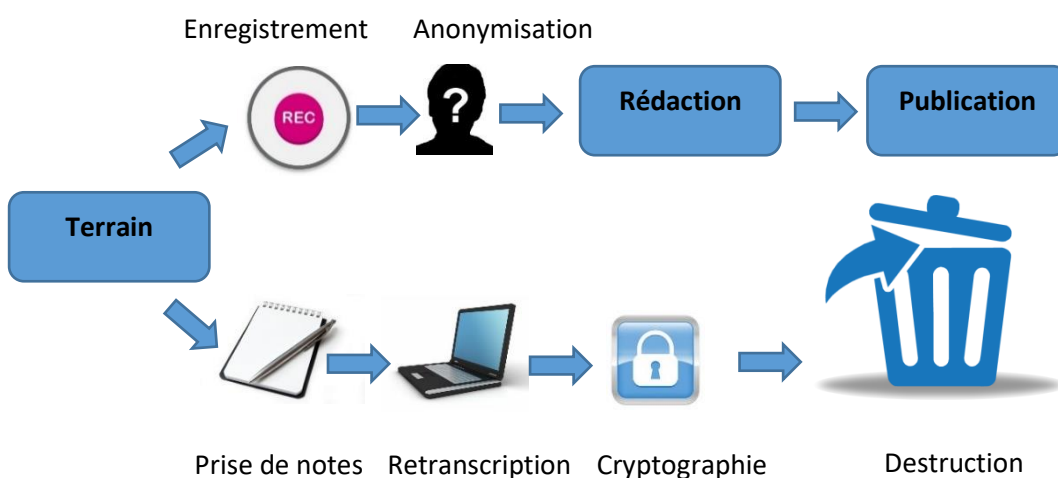 Enregistrement
Anonymisation
REC
?
Rédaction
Publication
Terrain
Prise de notes
Retranscription
Cryptographie
Destruction